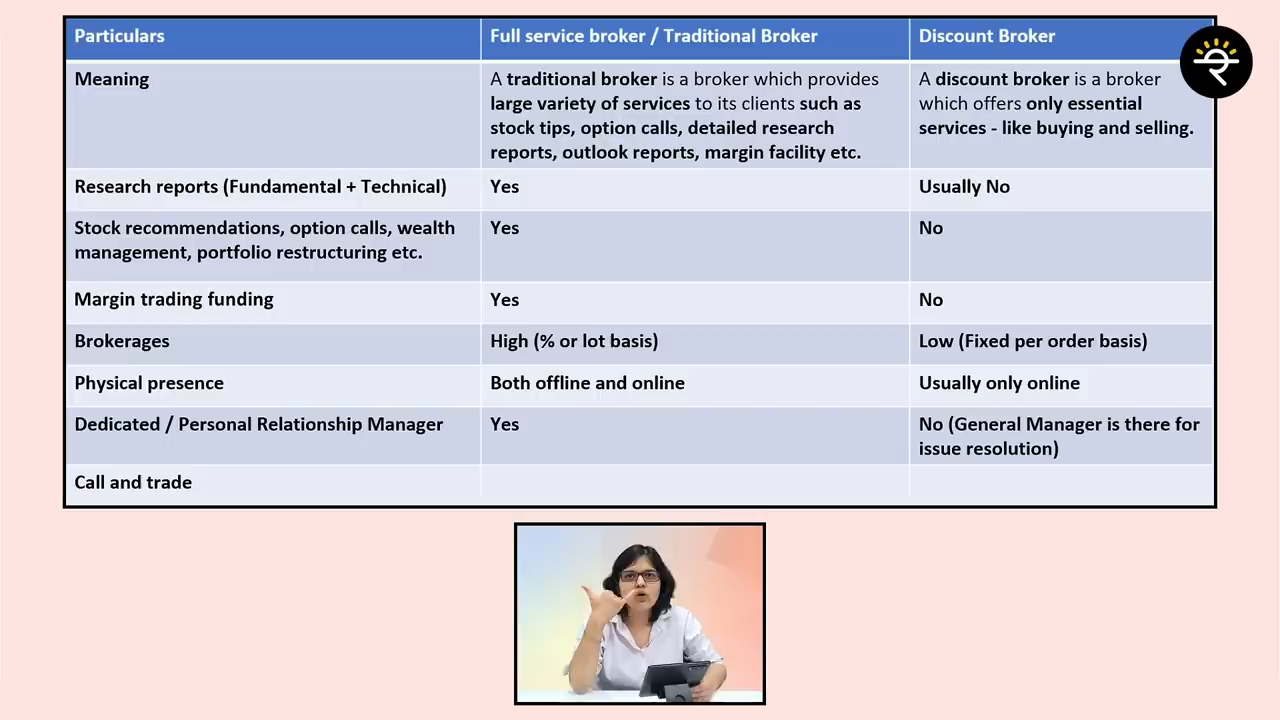 Particulars
Full service broker / Traditional Broker
Discount Broker
Meaning
A traditional broker is a broker which provides
large variety of services to its clients such as
stock tips, option calls, detailed research
reports, outlook reports, margin facility etc.
A discount broker is a broker
which offers only essential
services - like buying and selling.
Research reports (Fundamental + Technical)
Yes
Usually No
Stock recommendations, option calls, wealth
management, portfolio restructuring etc.
Yes
No
Margin trading funding
Yes
No
Brokerages
High (% or lot basis)
Low (Fixed per order basis)
Physical presence
Both offline and online
Usually only online
Dedicated / Personal Relationship Manager
Yes
No (General Manager is there for
issue resolution)
Call and trade